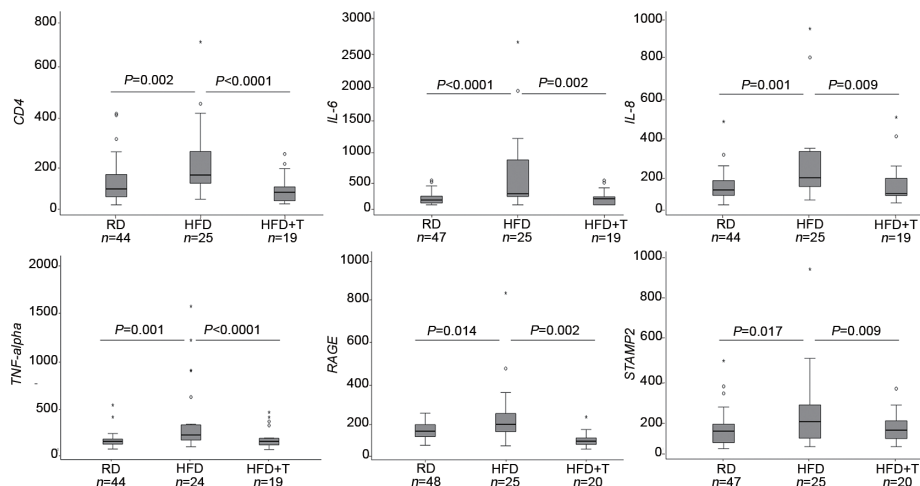 800
600
400
200
0
CD4
P=0.002
P<0.0001
RD
HFD
HFD+T
n=44
n=25
n=19
3000
2500
2000
1500
1000
500
0
IL-6
P<0.0001
P=0.002
RD
HFD
HFD+T
n=47
n=25
n=19
1000
800
600
400
200
0
IL-8
P=0.001
P=0.009
RD
HFD
HFD+T
n=44
n=25
n=19
2000
1500
1000
500
0
TNF-alpha
P=0.001
P<0.0001
RD
HFD
HFD+T
n=44
n=24
n=19
1000
800
600
400
200
0
RAGE
P=0.014
P=0.002
RD
HFD
HFD+T
n=48
n=25
n=20
1000
800
600
400
200
0
STAMP2
P=0.017
P=0.009
RD
HFD
HFD+T
n=47
n=25
n=20